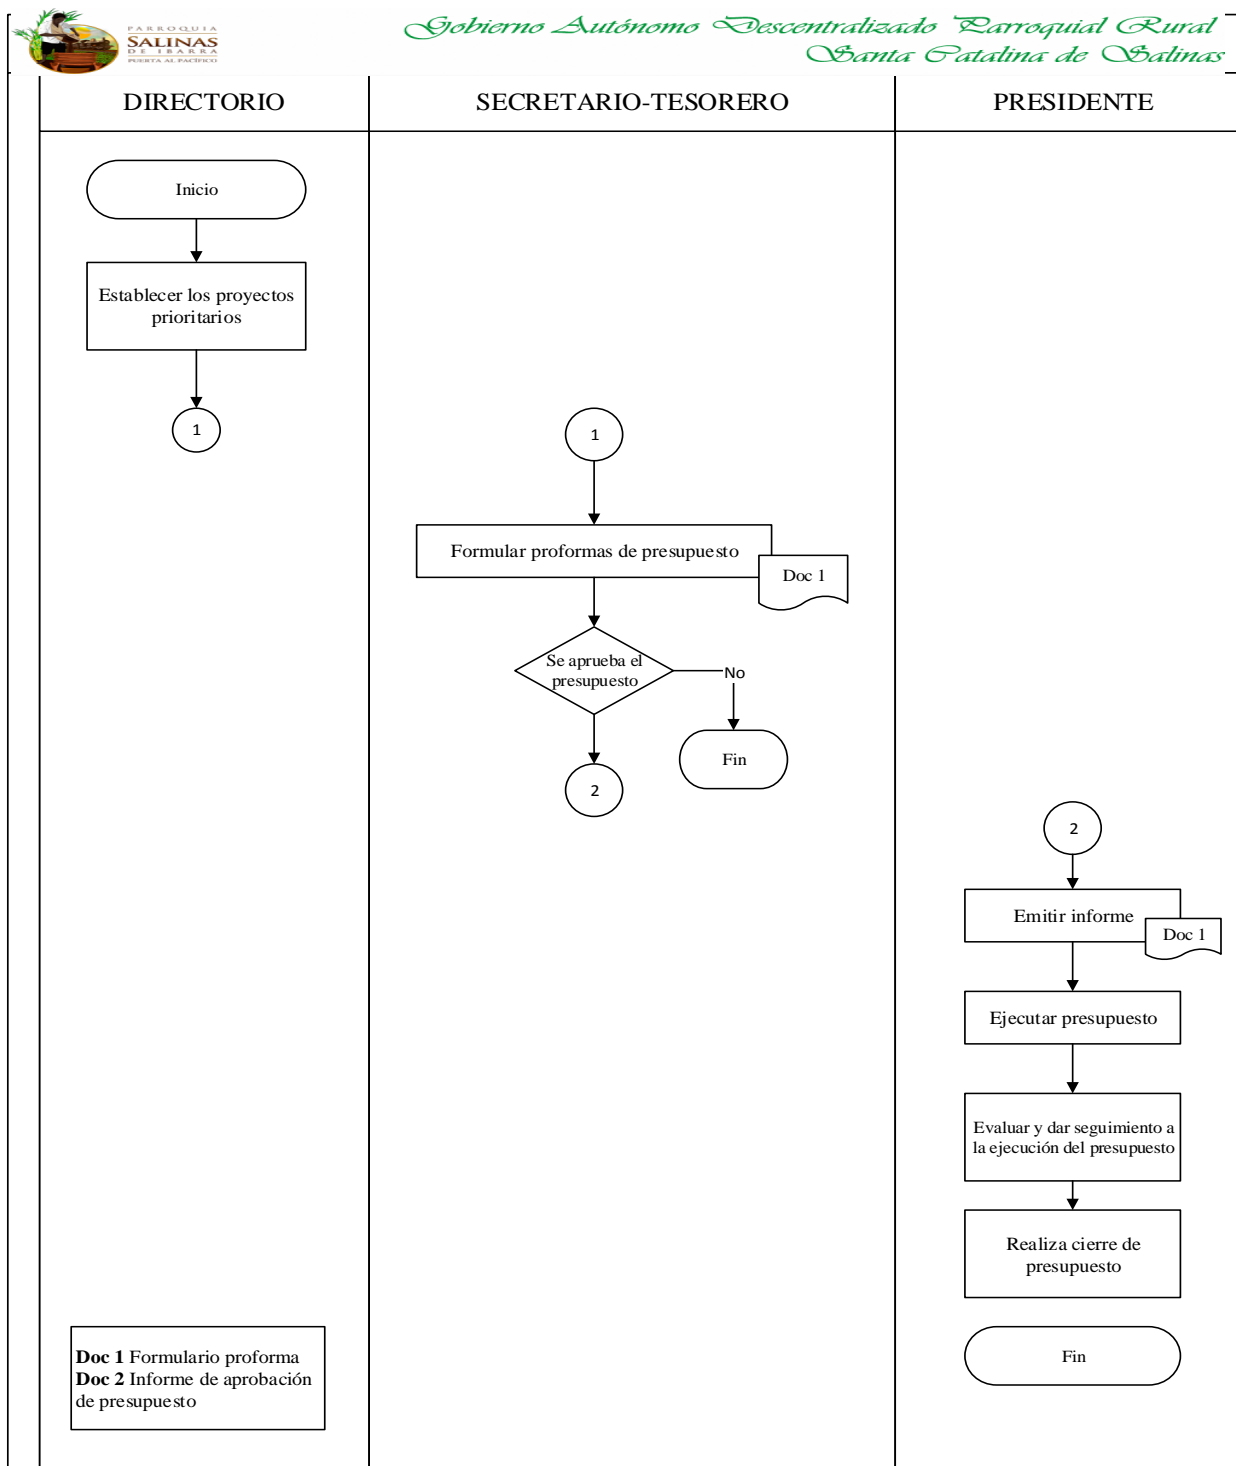 PARROQUIA
SALINAS
DE IBARRA
PUERTA AL PACÍFICO
Gobierno Autónomo Descentralizado Parroquial Rural
Santa Catalina de Salinas
DIRECTORIO
SECRETARIO-TESORERO
PRESIDENTE
Inicio
Establecer los proyectos
prioritarios
1
1
Formular proformas de presupuesto
Doc 1
Se aprueba el
presupuesto
No
Fin
2
2
Emitir informe
Doc 1
Ejecutar presupuesto
Evaluar y dar seguimiento a
la ejecución del presupuesto
Realiza cierre de
presupuesto
Fin
Doc 1 Formulario proforma
Doc 2 Informe de aprobación
de presupuesto